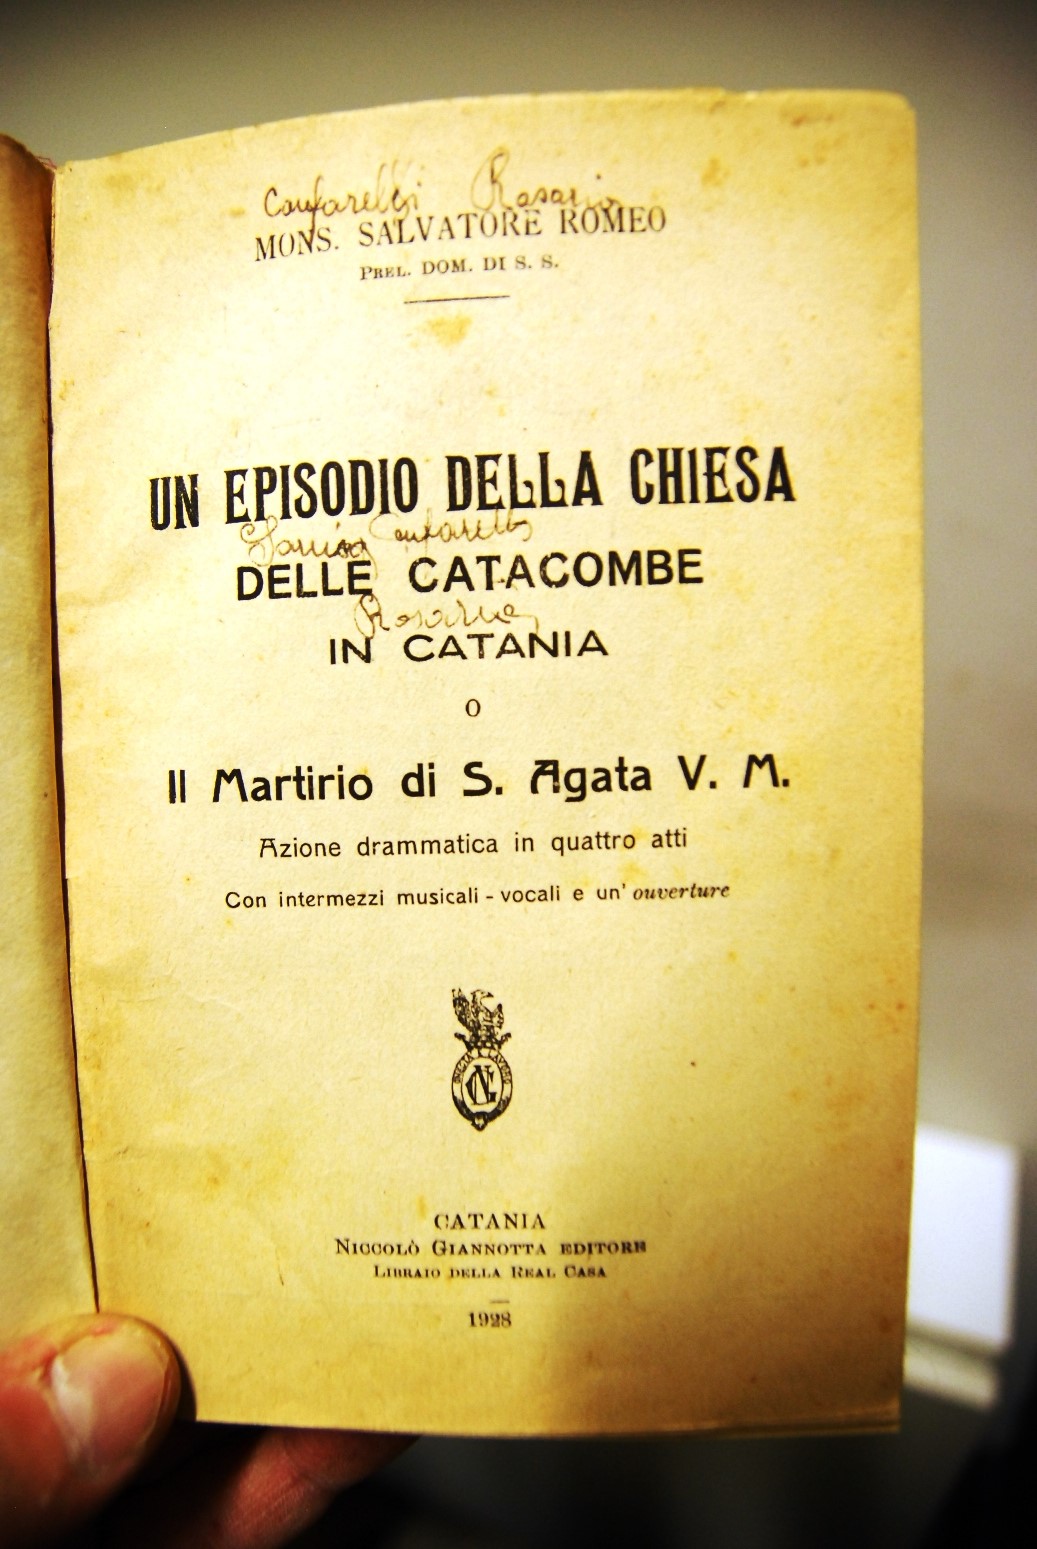 Confarelli Rosario
MONS. SALVATORE ROMEO
PREL. DOM. DI S. S.
UN EPISODIO DELLA CHIESA
DELLE CATACOMBE
IN CATANIA
O
Il Martirio di S. Agata V. M.
Azione drammatica in quattro atti
Con intermezzi musicali - vocali e un' ouverture
NG
CATANIA
NICCOLÒ GIANNOTTA EDITORE
LIBRAIO DELLA REAL CASA
1928